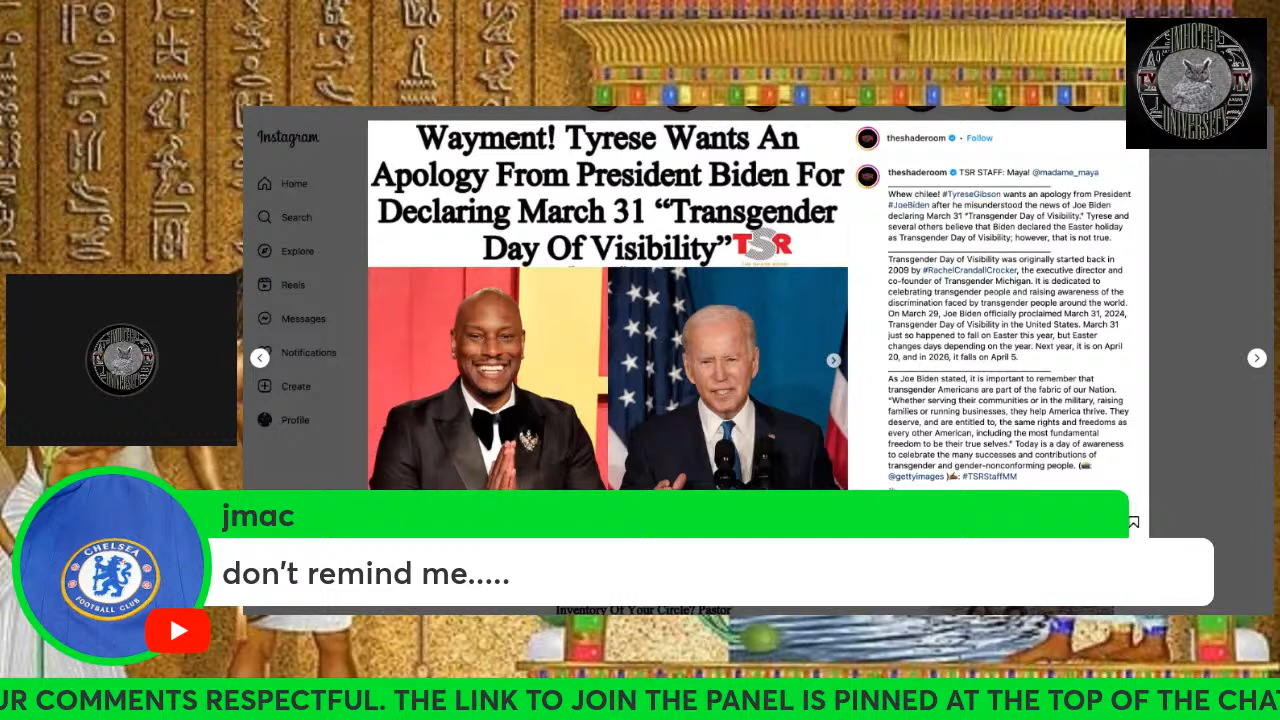 INDICTED
TV TV
UNIVERSITY
Instagram
Home
Search
Explore
Reels
Messages
Notifications
Create
Profile
Wayment! Tyrese Wants An
Apology From President Biden For
Declaring March 31 “Transgender
Day Of Visibility”
TSR
theshaderoom • Follow
theshaderoom TSR STAFF: Maya! @madame_maya
Whew chilee! #TyreseGibson wants an apology from President
#JoeBiden after he misunderstood the news of Joe Biden
declaring March 31 “Transgender Day of Visibility.” Tyrese and
several others believe that Biden declared the Easter holiday
as Transgender Day of Visibility; however, that is not true.
Transgender Day of Visibility was originally started back in
2009 by #RachelCrandallCrocker, the executive director and
co-founder of Transgender Michigan. It is dedicated to
celebrating transgender people and raising awareness of the
discrimination faced by transgender people around the world.
On March 29, Joe Biden officially proclaimed March 31, 2024,
Transgender Day of Visibility in the United States. March 31
just so happened to fall on Easter this year, but Easter
changes days depending on the year. Next year, it is on April
20, and in 2026, it falls on April 5.
As Joe Biden stated, it is important to remember that
transgender Americans are part of the fabric of our Nation.
“Whether serving their communities or in the military, raising
families or running businesses, they help America thrive. They
deserve, and are entitled to, the same rights and freedoms as
every other American, including the most fundamental
freedom to be their true selves.” Today is a day of awareness
to celebrate the many successes and contributions of
transgender and gender-nonconforming people. (📸:
@gettyimages )✍🏾: #TSRStaffMM
jmac
don't remind me.....
CHELSEA
FOOTBALL CLUB
Inventory Of Your Circle? Pastor
UR COMMENTS RESPECTFUL. THE LINK TO JOIN THE PANEL IS PINNED AT THE TOP OF THE CHA